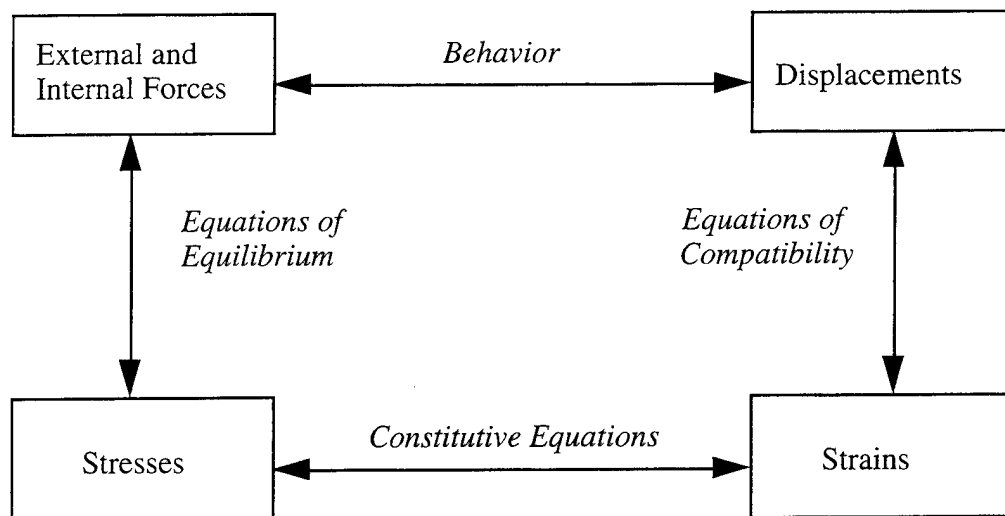 External and
Internal Forces
Behavior
Displacements
Equations of
Equilibrium
Equations of
Compatibility
Stresses
Constitutive Equations
Strains